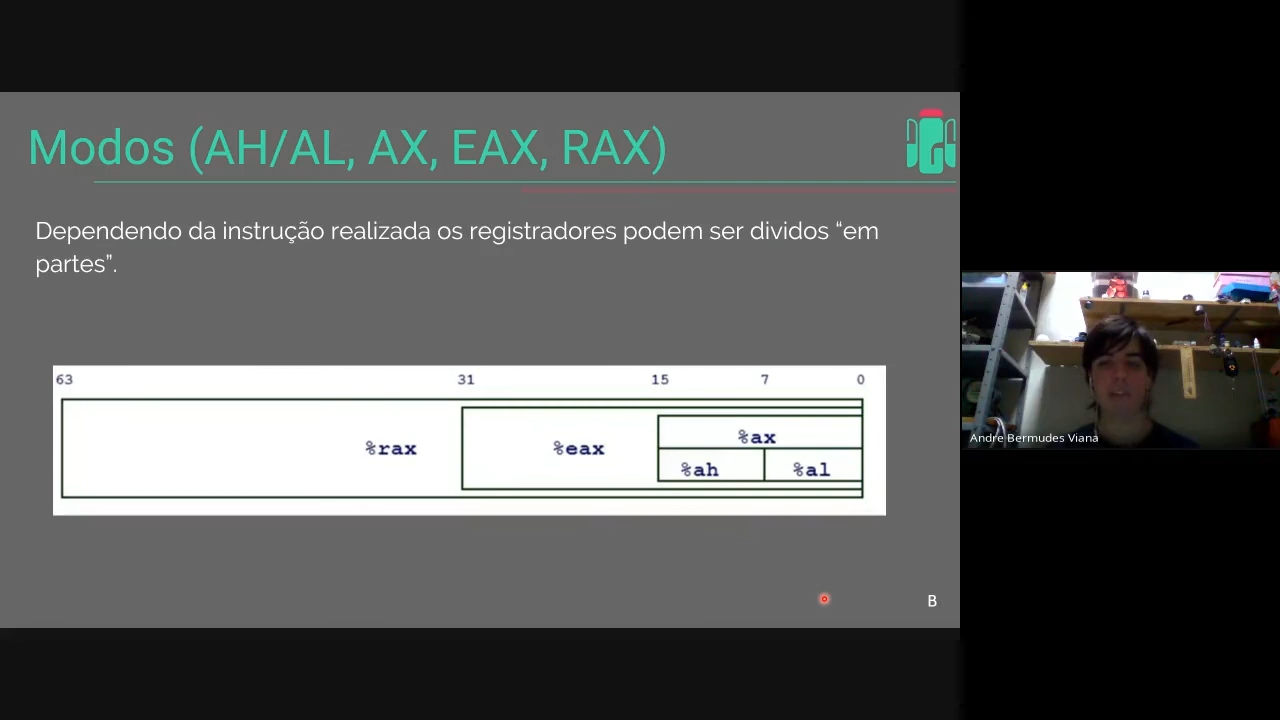 Modos (AH/AL, AX, EAX, RAX)
Dependendo da instrução realizada os registradores podem ser dividos “em
partes”.
63 31 15 7 0
%rax %eax %ax
%ah %al
B
Andre Bermudes Viana